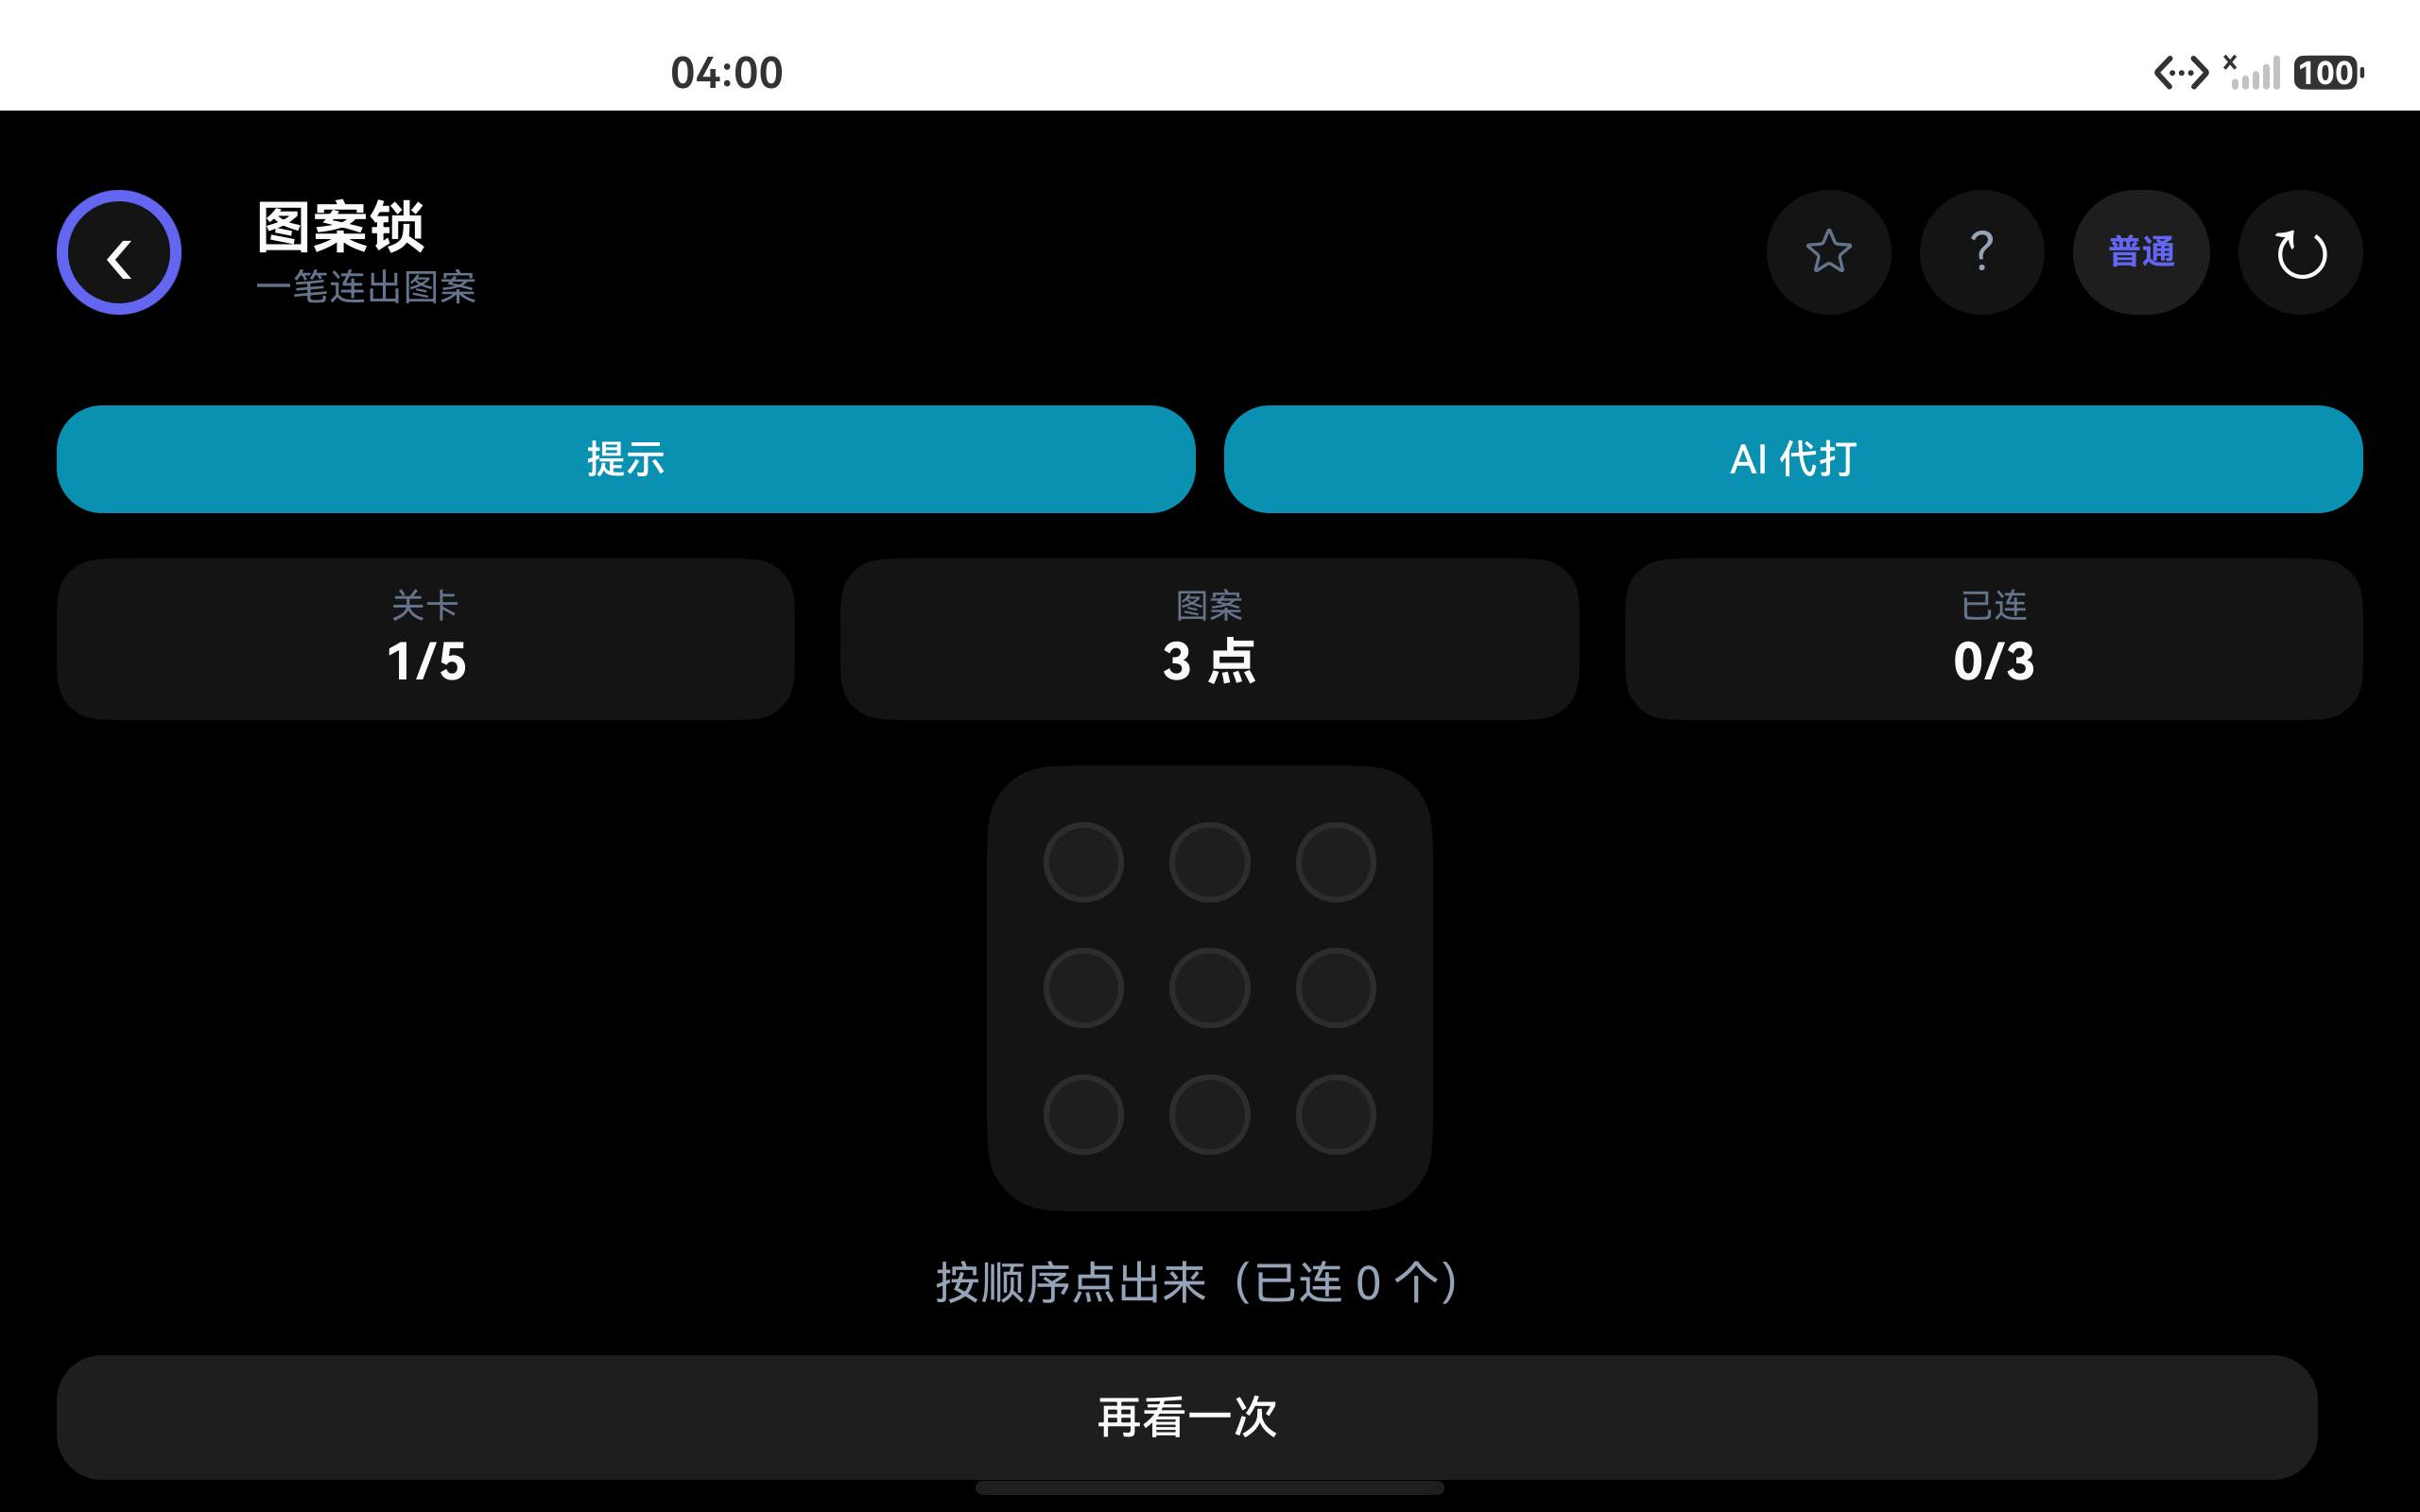 04:00
100
图案锁
一笔连出图案
?
普通
提示
AI 代打
关卡
1/5
图案
3 点
已连
0/3
按顺序点出来（已连 0 个）
再看一次